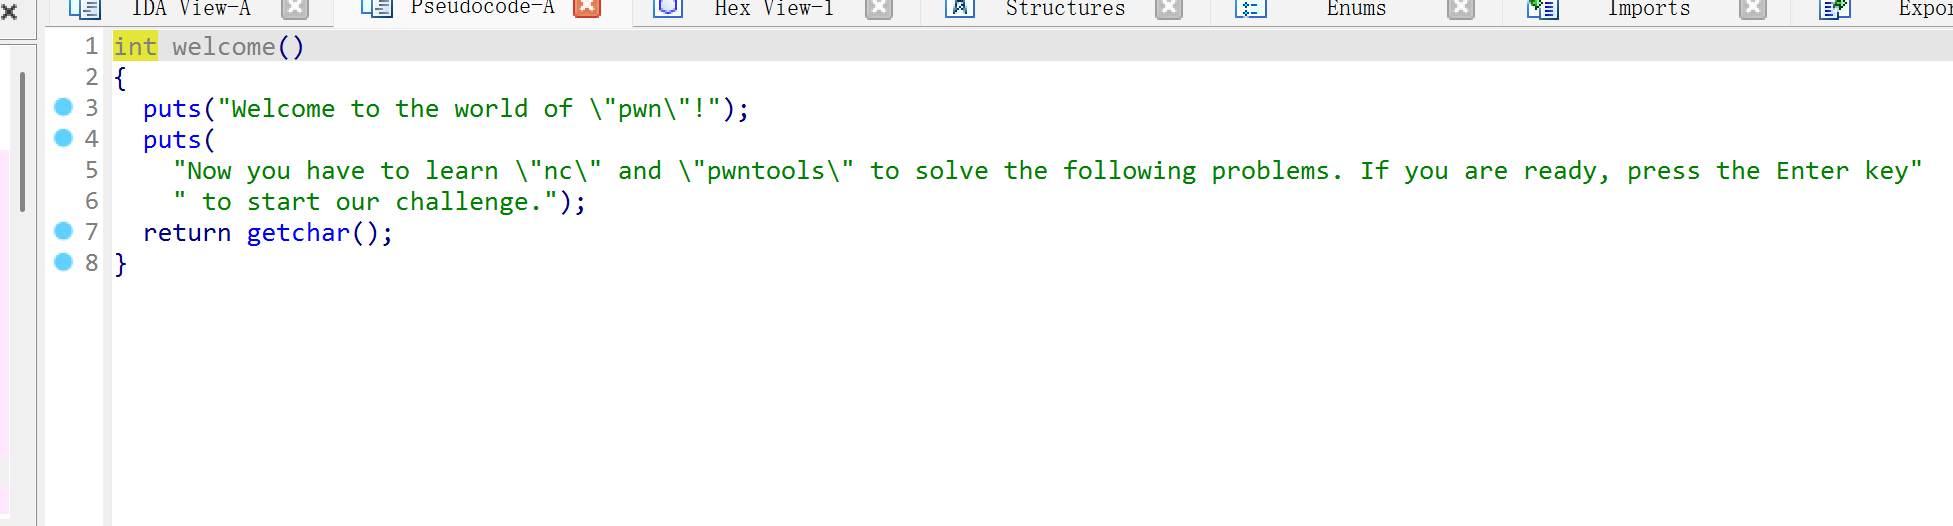 IDA View-A Pseudocode-A Hex View-1 Structures Enums Imports
1 int welcome()
2 {
3 puts("Welcome to the world of \"pwn\"!");
4 puts(
5 "Now you have to learn \"nc\" and \"pwntools\" to solve the following problems. If you are ready, press the Enter key"
6 " to start our challenge.");
7 return getchar();
8 }